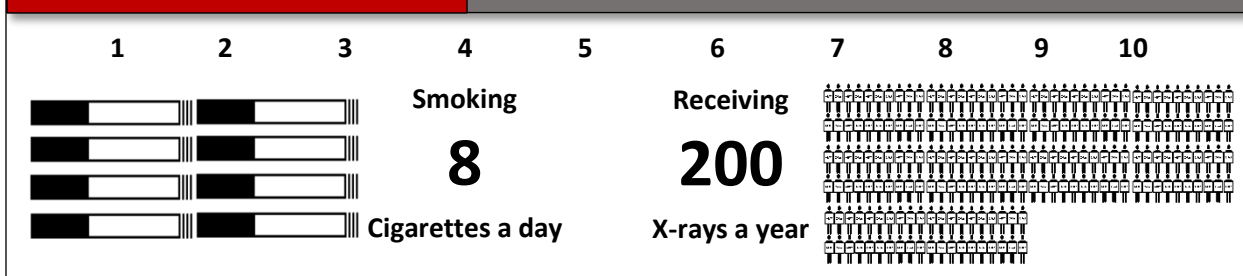 1 2 3 4 5 6 7 8 9 10
Smoking Receiving
8 200
Cigarettes a day X-rays a year